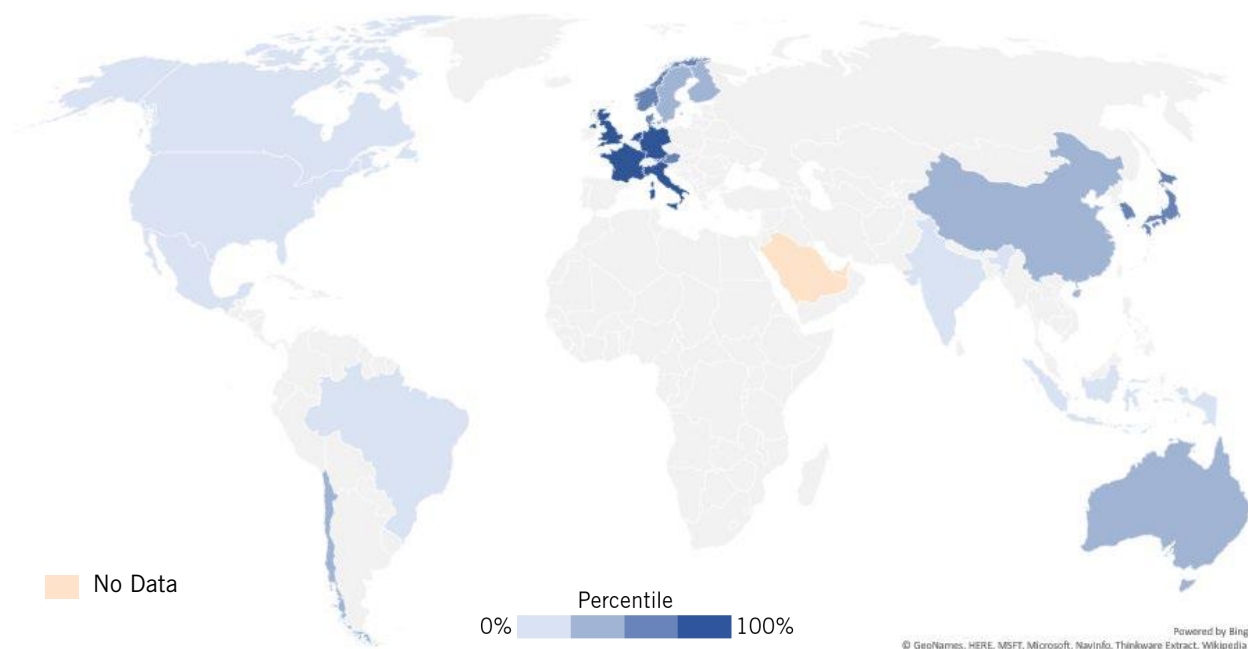 No Data
Percentile
0%
100%
Powered by Bing
© GeoNames, HERE, MSFT, Microsoft, NavInfo, Thinkware Extract, Wikipedia